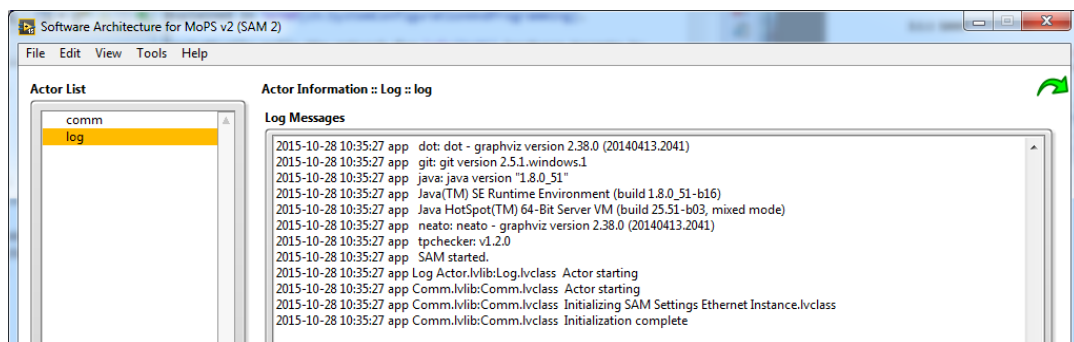 Software Architecture for MoPS v2 (SAM 2)
File Edit View Tools Help
Actor List
comm
log
Actor Information :: Log :: log
Log Messages
2015-10-28 10:35:27 app dot: dot - graphviz version 2.38.0 (20140413.2041)
2015-10-28 10:35:27 app git: git version 2.5.1.windows.1
2015-10-28 10:35:27 app java: java version "1.8.0_51"
2015-10-28 10:35:27 app Java(TM) SE Runtime Environment (build 1.8.0_51-b16)
2015-10-28 10:35:27 app Java HotSpot(TM) 64-Bit Server VM (build 25.51-b03, mixed mode)
2015-10-28 10:35:27 app neato: neato - graphviz version 2.38.0 (20140413.2041)
2015-10-28 10:35:27 app tpchecker: v1.2.0
2015-10-28 10:35:27 app SAM started.
2015-10-28 10:35:27 app Log Actor.lvlib:Log.lvclass Actor starting
2015-10-28 10:35:27 app Comm.lvlib:Comm.lvclass Actor starting
2015-10-28 10:35:27 app Comm.lvlib:Comm.lvclass Initializing SAM Settings Ethernet Instance.lvclass
2015-10-28 10:35:27 app Comm.lvlib:Comm.lvclass Initialization complete